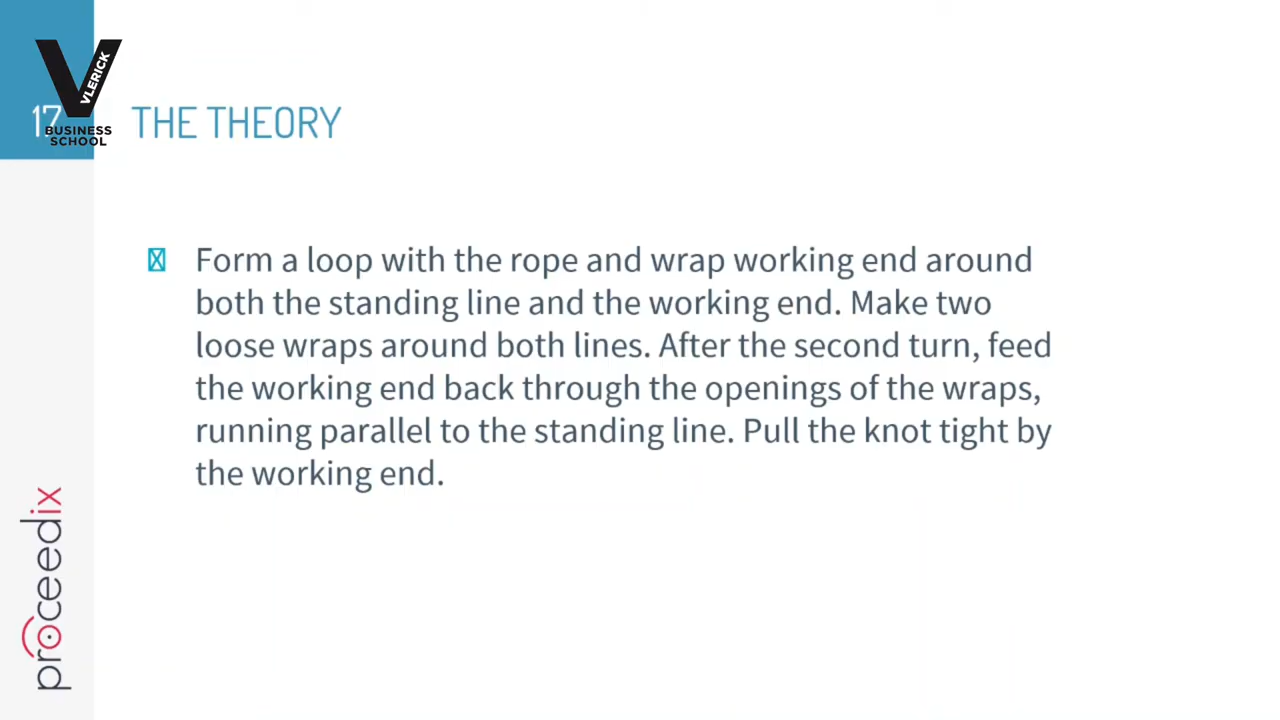 VLERICK
BUSINESS
SCHOOL
17
THE THEORY
Form a loop with the rope and wrap working end around
both the standing line and the working end. Make two
loose wraps around both lines. After the second turn, feed
the working end back through the openings of the wraps,
running parallel to the standing line. Pull the knot tight by
the working end.
proceedix